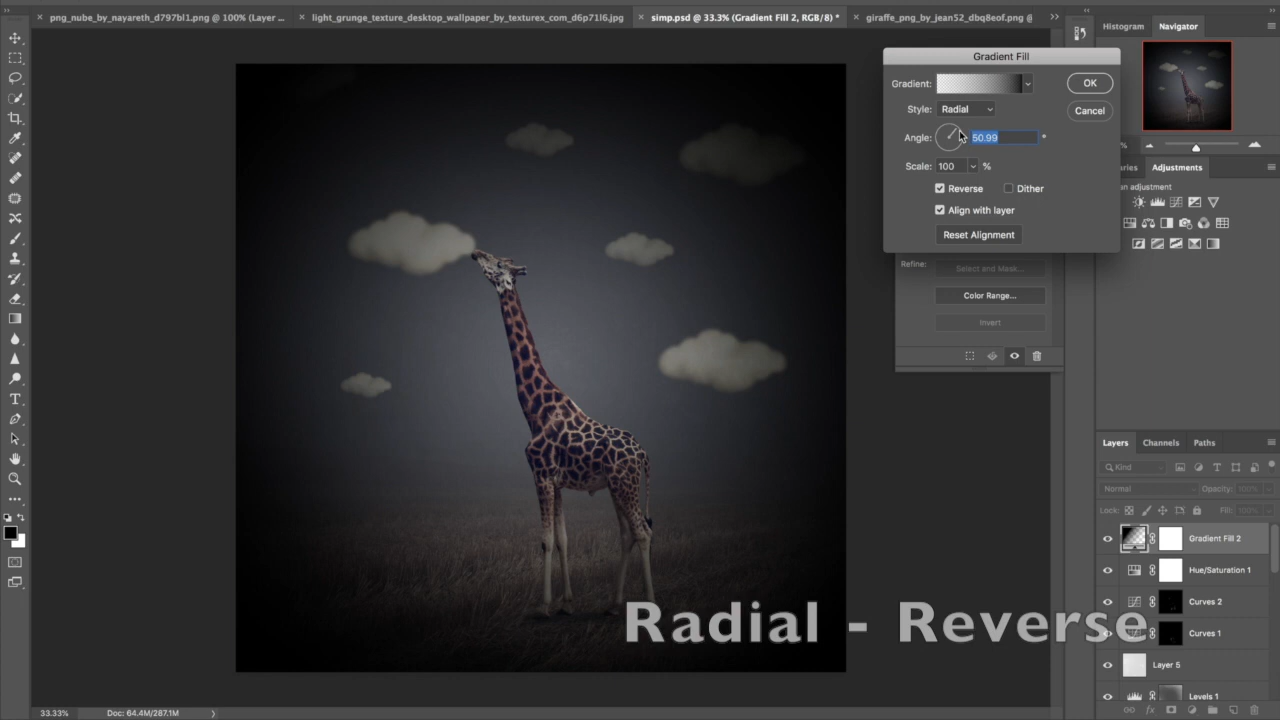 png_nube_by_nayareth_d797bl1.png @ 100% (Layer ...
light_grunge_texture_desktop_wallpaper_by_texturex_com_d6p71l6.jpg
simp.psd @ 33.3% (Gradient Fill 2, RGB/8) *
giraffe_png_by_jean52_dbq8eof.png @
Histogram
Navigator
Gradient Fill
Gradient:
OK
Style:
Radial
Cancel
Angle:
50.99
°
%
Scale:
100
%
Adjustments
Reverse
Dither
Align with layer
Reset Alignment
Refine:
Select and Mask...
Color Range...
Invert
Layers
Channels
Paths
Kind
Normal
Opacity:
100%
Lock:
Fill:
100%
Gradient Fill 2
Hue/Saturation 1
Curves 2
Radial - Reverse
Curves 1
Layer 5
Levels 1
33.33%
Doc: 64.4M/287.1M